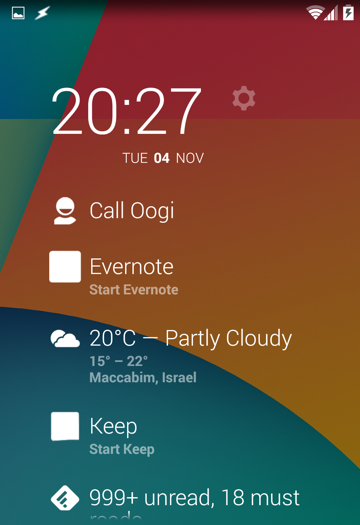 20:27
TUE 04 NOV
Call Oogi
Evernote
Start Evernote
20°C — Partly Cloudy
15° – 22°
Maccabim, Israel
Keep
Start Keep
999+ unread, 18 must
reads